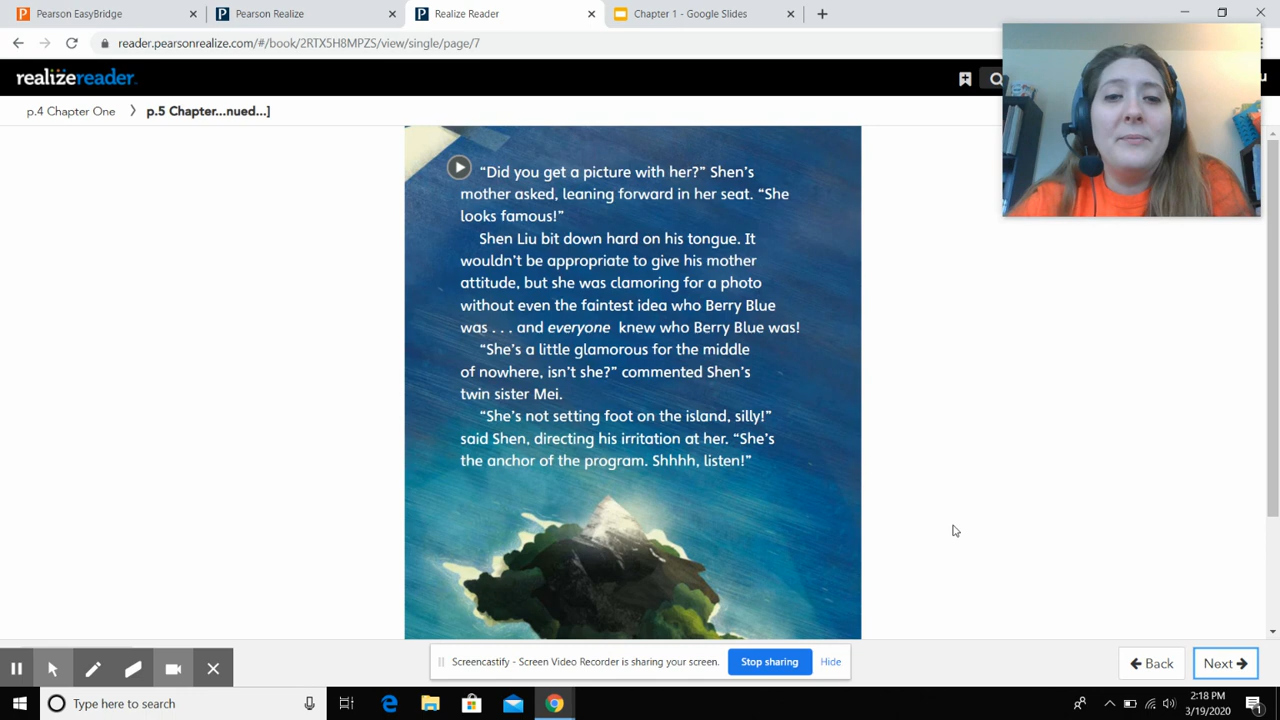 Pearson EasyBridge
Pearson Realize
Realize Reader
Chapter 1 - Google Slides
reader.pearsonrealize.com/#/book/2RTX5H8MPZS/view/single/page/7
realizereader
p.4 Chapter One
p.5 Chapter...nued...]
“Did you get a picture with her?” Shen’s
mother asked, leaning forward in her seat. “She
looks famous!”
Shen Liu bit down hard on his tongue. It
wouldn’t be appropriate to give his mother
attitude, but she was clamoring for a photo
without even the faintest idea who Berry Blue
was . . . and everyone knew who Berry Blue was!
“She’s a little glamorous for the middle
of nowhere, isn’t she?” commented Shen’s
twin sister Mei.
“She’s not setting foot on the island, silly!”
said Shen, directing his irritation at her. “She’s
the anchor of the program. Shhhh, listen!”
Screencastify - Screen Video Recorder is sharing your screen.
Stop sharing
Hide
Back
Next
Type here to search
2:18 PM
3/19/2020
1